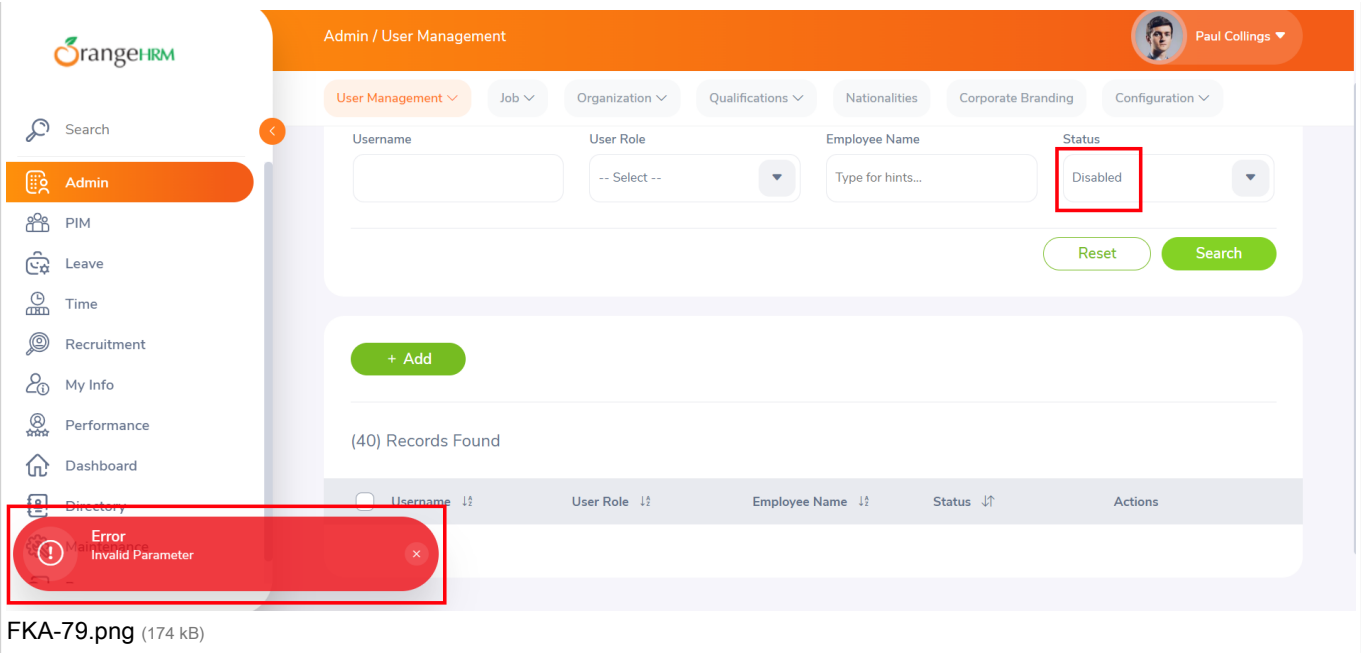 OrangeHRM
Admin / User Management
Paul Collings
User Management Job Organization Qualifications Nationalities Corporate Branding Configuration
Search
Username User Role Employee Name Status
-- Select -- Type for hints... Disabled
Admin
PIM
Leave
Time
Recruitment
My Info
Performance
Dashboard
Directory
Maintenance
Reset Search
+ Add
(40) Records Found
Username User Role Employee Name Status Actions
Error
Invalid Parameter
FKA-79.png (174 kB)